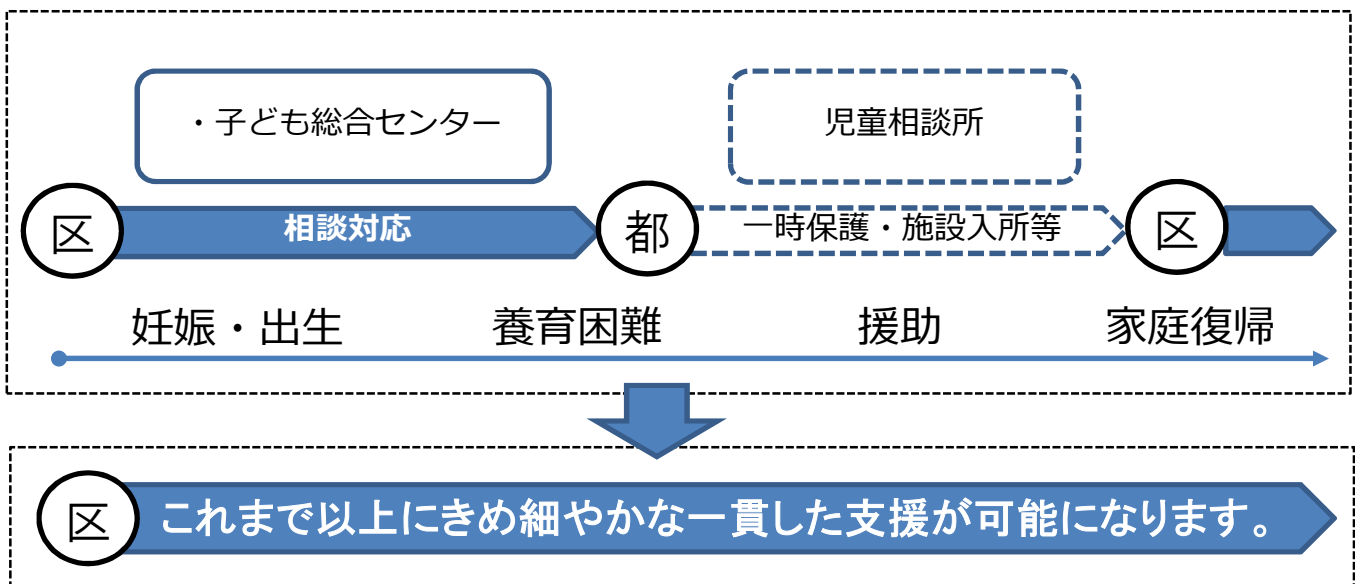 ・子ども総合センター
児童相談所
区
相談対応
都
一時保護・施設入所等
区
妊娠・出生
養育困難
援助
家庭復帰
区
これまで以上にきめ細やかな一貫した支援が可能になります。